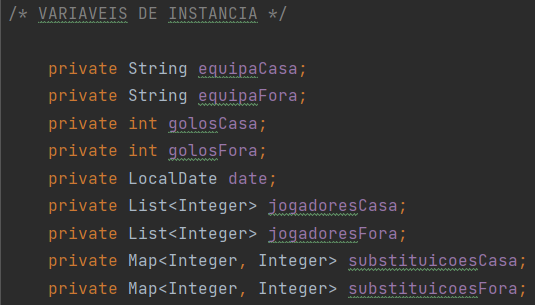 /* VARIAVEIS DE INSTANCIA */
private String equipaCasa;
private String equipaFora;
private int golosCasa;
private int golosFora;
private LocalDate date;
private List<Integer> jogadoresCasa;
private List<Integer> jogadoresFora;
private Map<Integer, Integer> substituicoesCasa;
private Map<Integer, Integer> substituicoesFora;